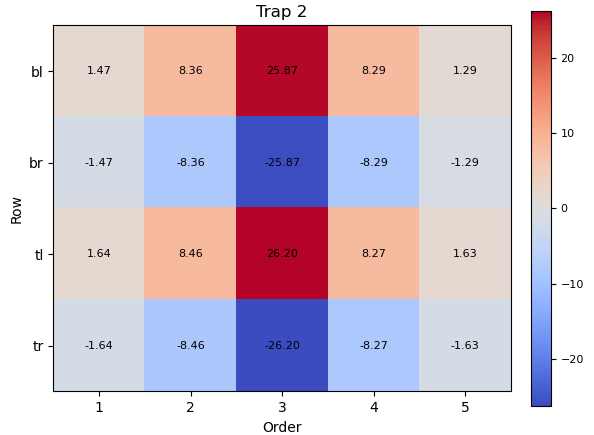 Trap 2
bl 1.47 8.36 25.87 8.29 1.29
br -1.47 -8.36 -25.87 -8.29 -1.29
tl 1.64 8.46 26.20 8.27 1.63
tr -1.64 -8.46 -26.20 -8.27 -1.63
1 2 3 4 5
Order
Row
20
10
0
−10
−20